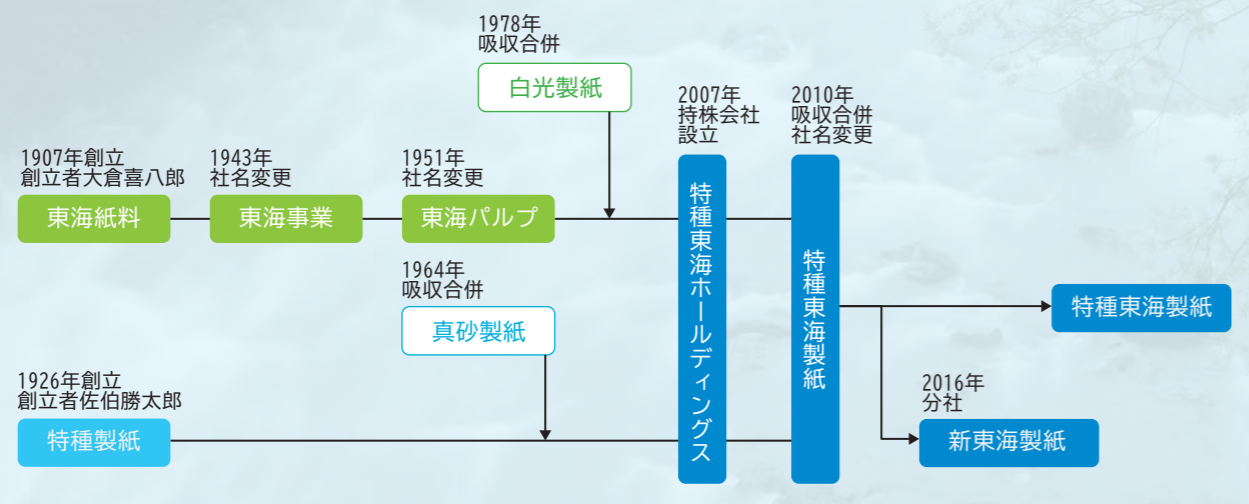 1978年
吸収合併
白光製紙
2007年
持株会社
設立
2010年
吸収合併
社名変更
1907年創立
創立者大倉喜八郎
1943年
社名変更
1951年
社名変更
東海紙料
東海事業
東海パルプ
特種東海ホールディングス
特種東海製紙
1964年
吸収合併
真砂製紙
特種東海製紙
1926年創立
創立者佐伯勝太郎
特種製紙
2016年
分社
新東海製紙